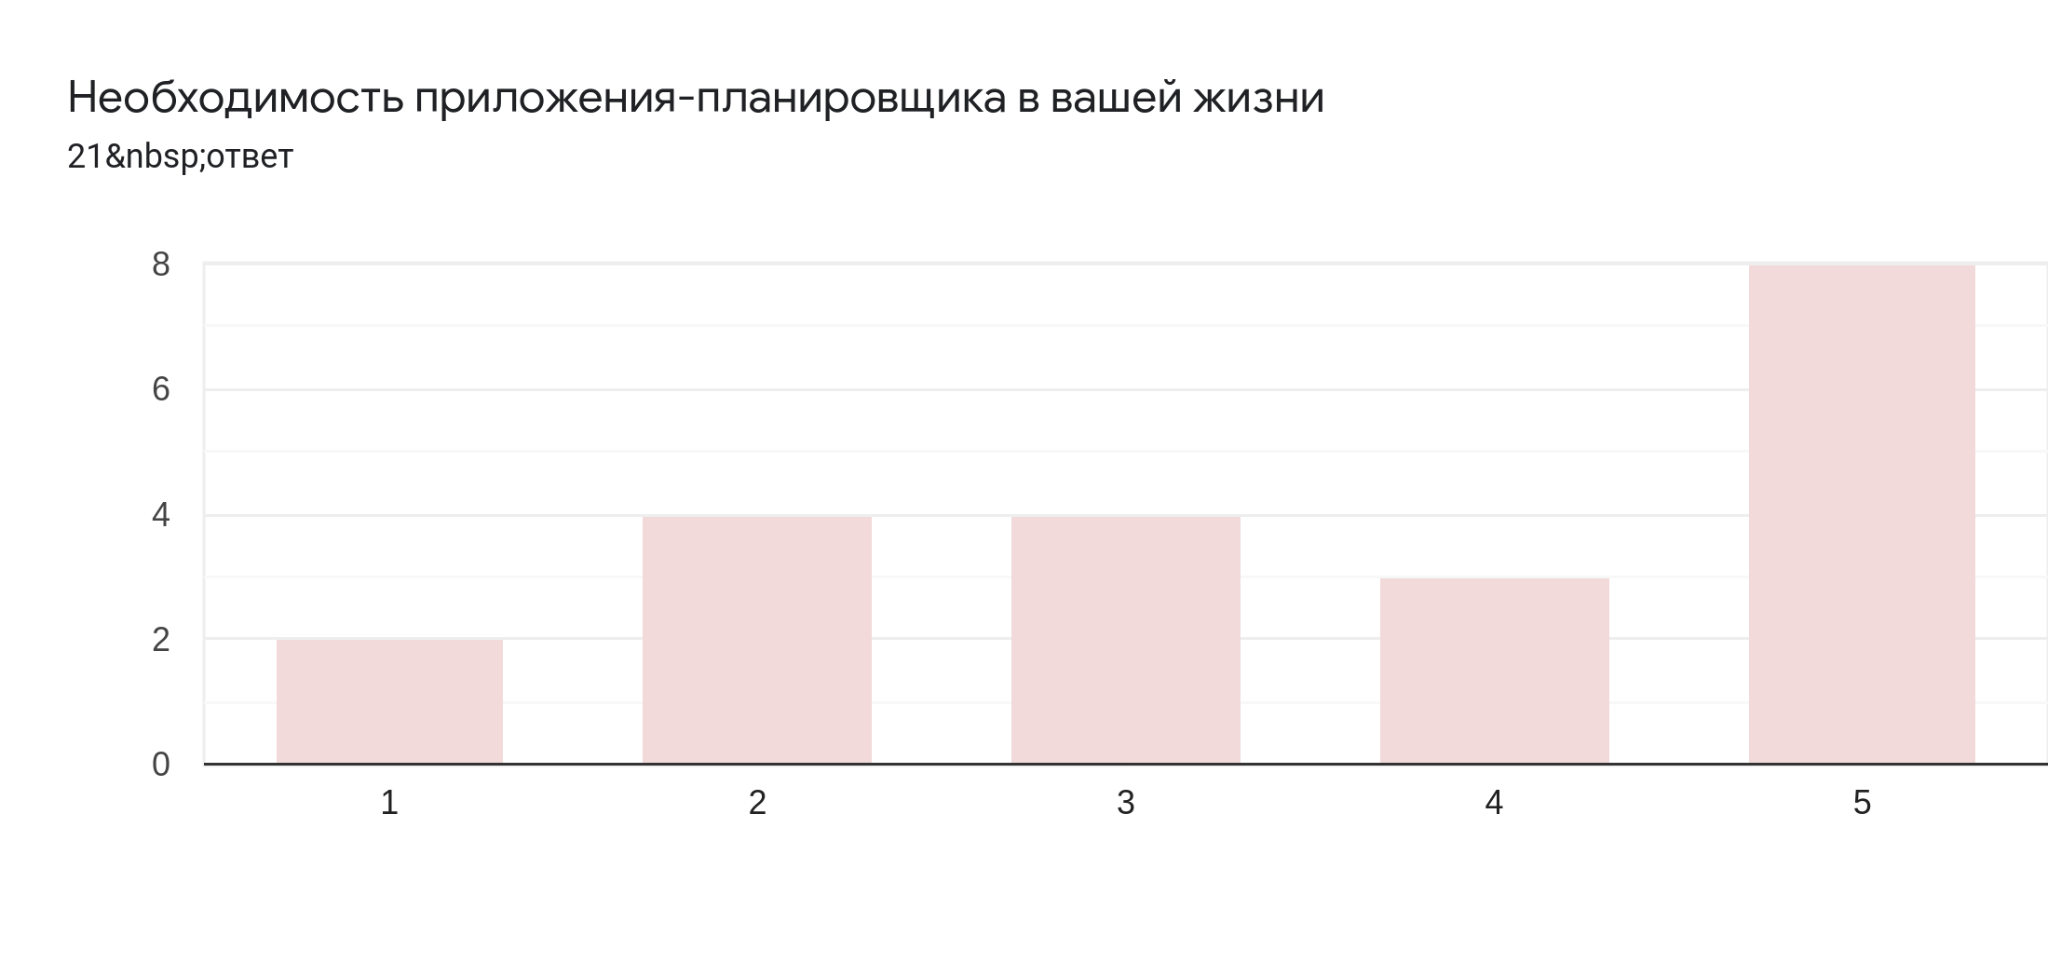 Необходимость приложения-планировщика в вашей жизни
21&nbsp;ответ
8
6
4
2
0
1 2 3 4 5